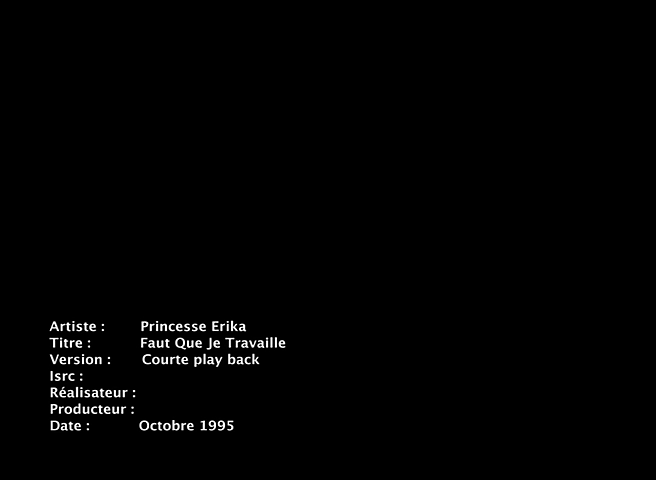 Artiste : Princesse Erika
Titre : Faut Que Je Travaille
Version : Courte play back
Isrc :
Réalisateur :
Producteur :
Date : Octobre 1995